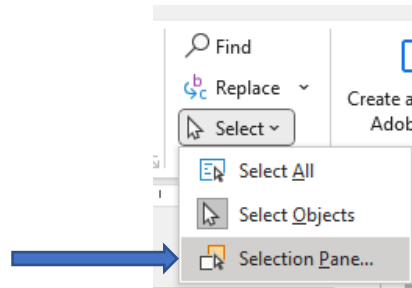 Find
Replace
Create a
Select
Adob
Select All
Select Objects
Selection Pane...